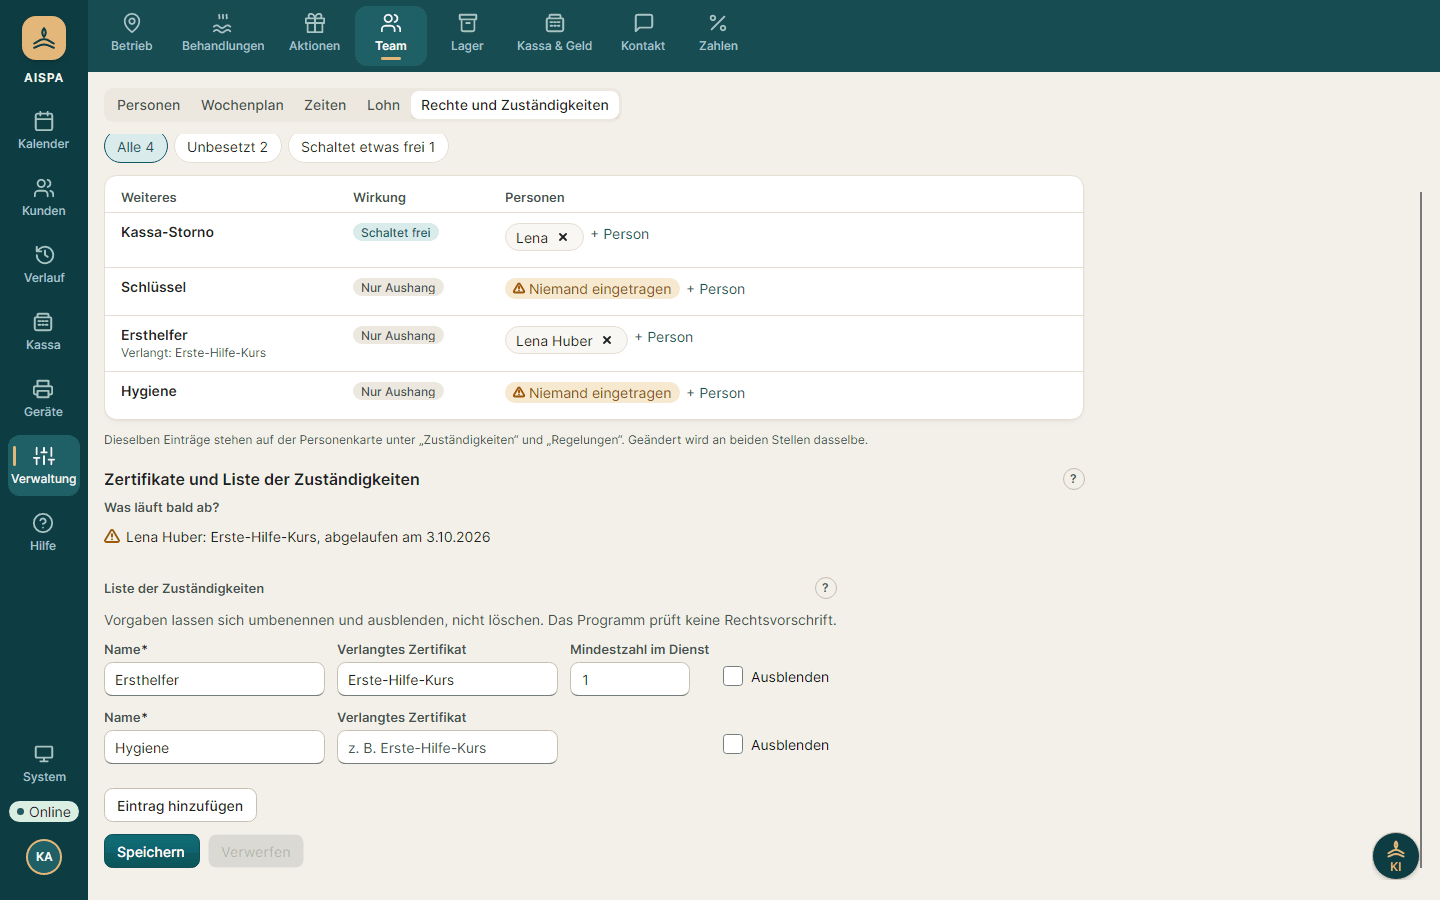 AISPA
Kalender
Kunden
Verlauf
Kassa
Geräte
Verwaltung
Hilfe
System
Online
KA
Betrieb
Behandlungen
Aktionen
Team
Lager
Kassa & Geld
Kontakt
Zahlen
Personen
Wochenplan
Zeiten
Lohn
Rechte und Zuständigkeiten
Alle 4
Unbesetzt 2
Schaltet etwas frei 1
Weiteres Wirkung Personen
Kassa-Storno Schaltet frei Lena + Person
Schlüssel Nur Aushang Niemand eingetragen + Person
Ersthelfer Nur Aushang Lena Huber + Person
Verlangt: Erste-Hilfe-Kurs
Hygiene Nur Aushang Niemand eingetragen + Person
Dieselben Einträge stehen auf der Personenkarte unter „Zuständigkeiten“ und „Regelungen“. Geändert wird an beiden Stellen dasselbe.
Zertifikate und Liste der Zuständigkeiten ?
Was läuft bald ab?
Lena Huber: Erste-Hilfe-Kurs, abgelaufen am 3.10.2026
Liste der Zuständigkeiten ?
Vorgaben lassen sich umbenennen und ausblenden, nicht löschen. Das Programm prüft keine Rechtsvorschrift.
Name* Verlangtes Zertifikat Mindestzahl im Dienst
Ersthelfer Erste-Hilfe-Kurs 1 Ausblenden
Name* Verlangtes Zertifikat
Hygiene z. B. Erste-Hilfe-Kurs Ausblenden
Eintrag hinzufügen
Speichern Verwerfen
KI